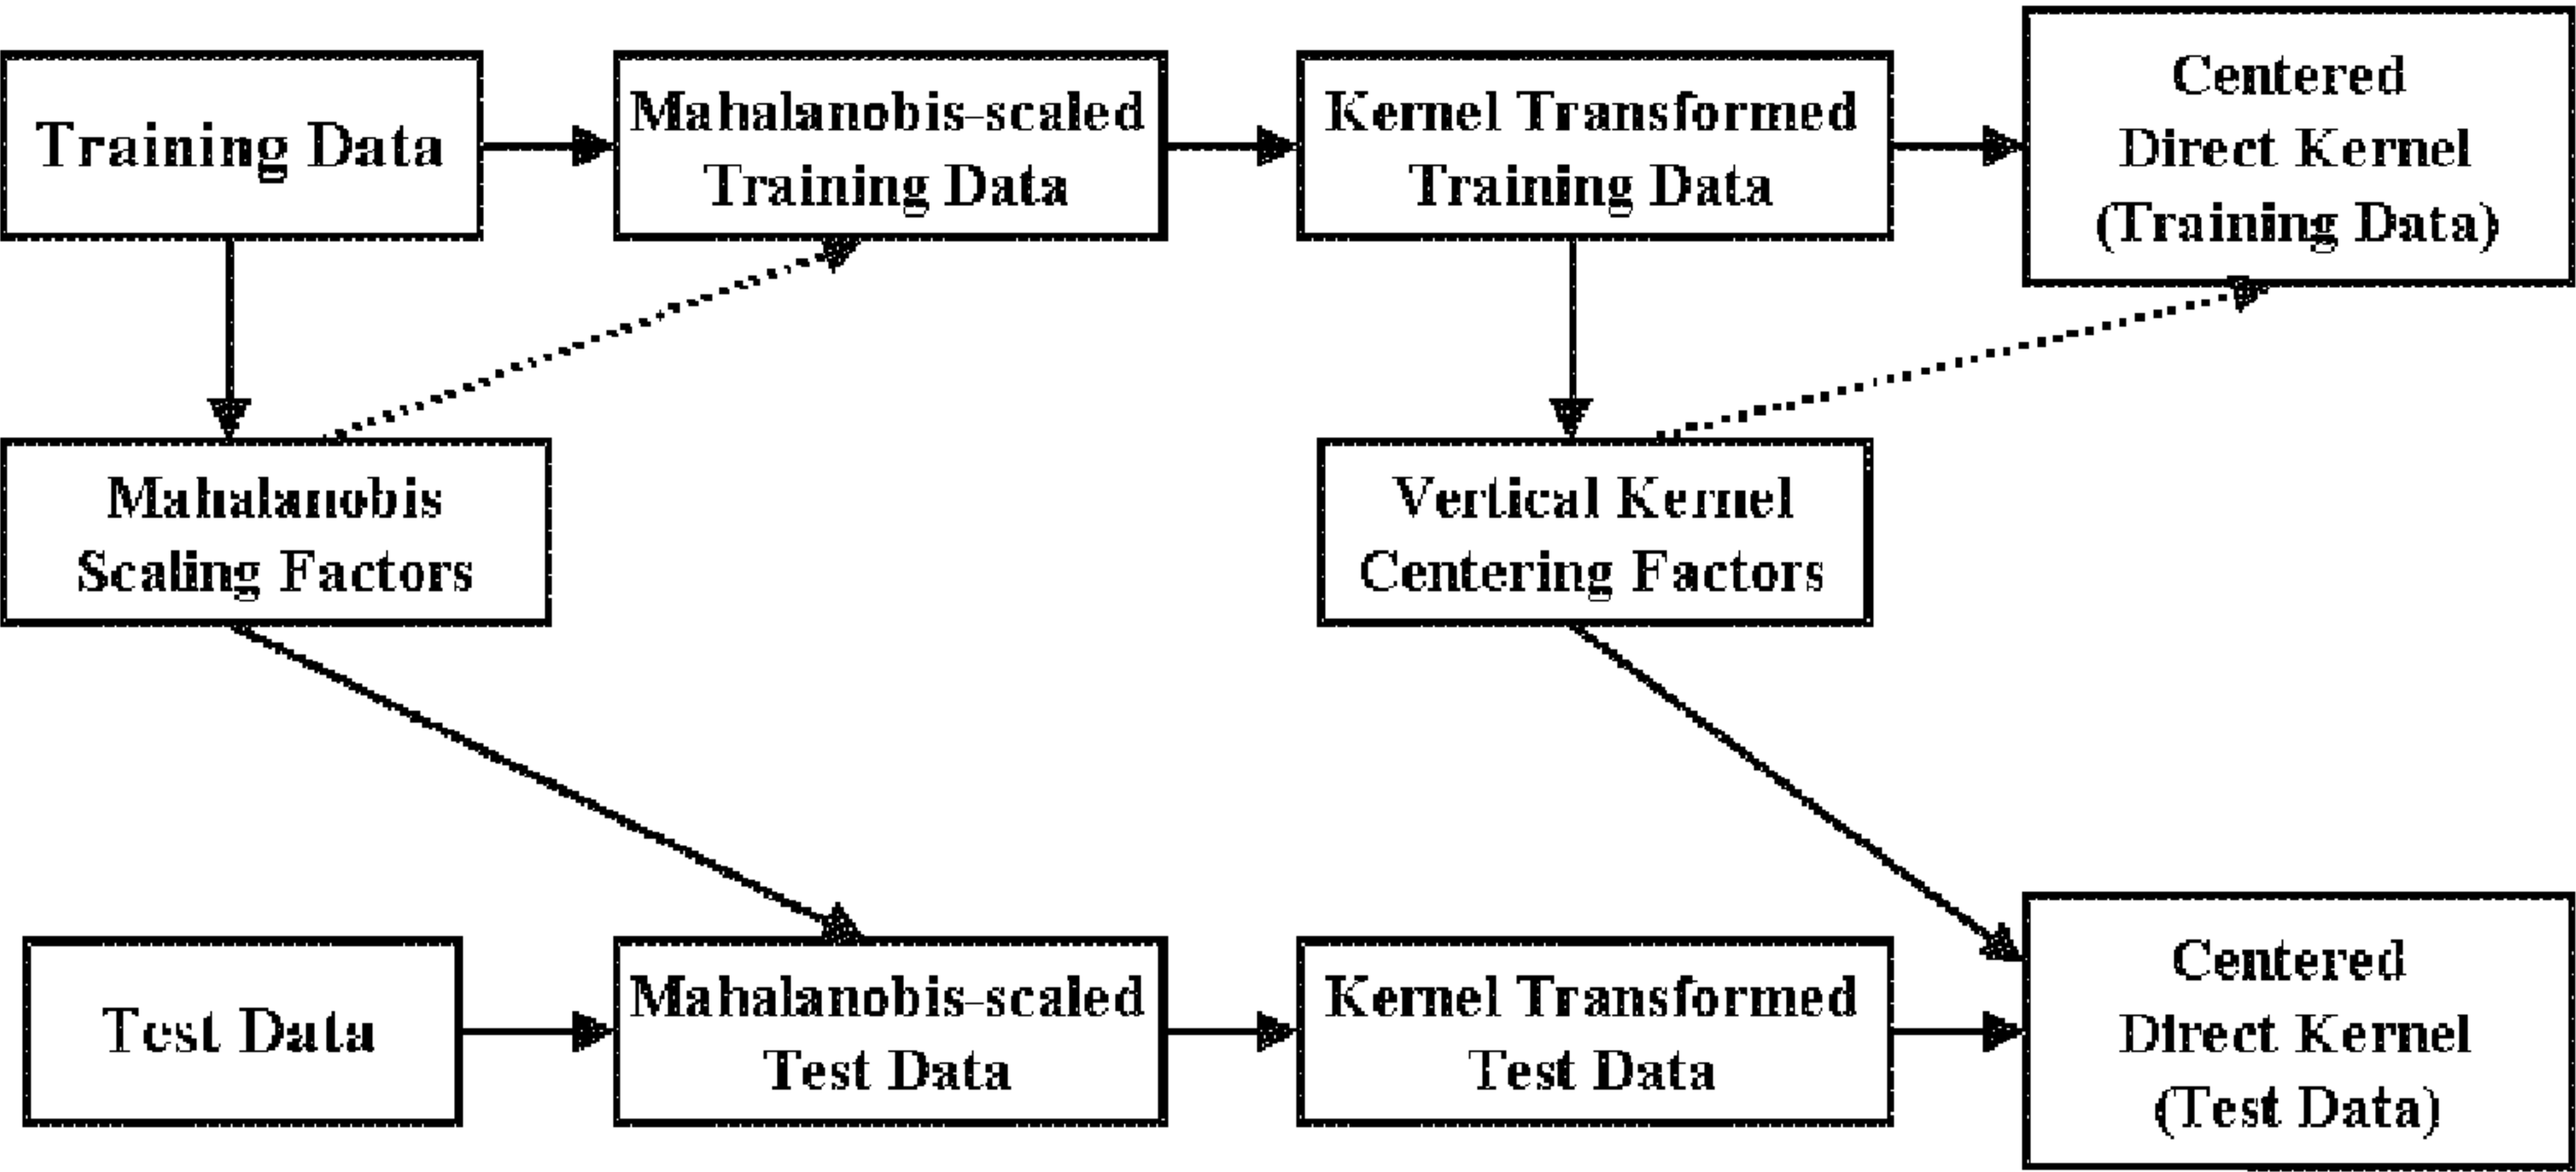 Training Data
Mahalanobis-scaled
Training Data
Kernel Transformed
Training Data
Centered
Direct Kernel
(Training Data)
Mahalanobis
Scaling Factors
Vertical Kernel
Centering Factors
Test Data
Mahalanobis-scaled
Test Data
Kernel Transformed
Test Data
Centered
Direct Kernel
(Test Data)